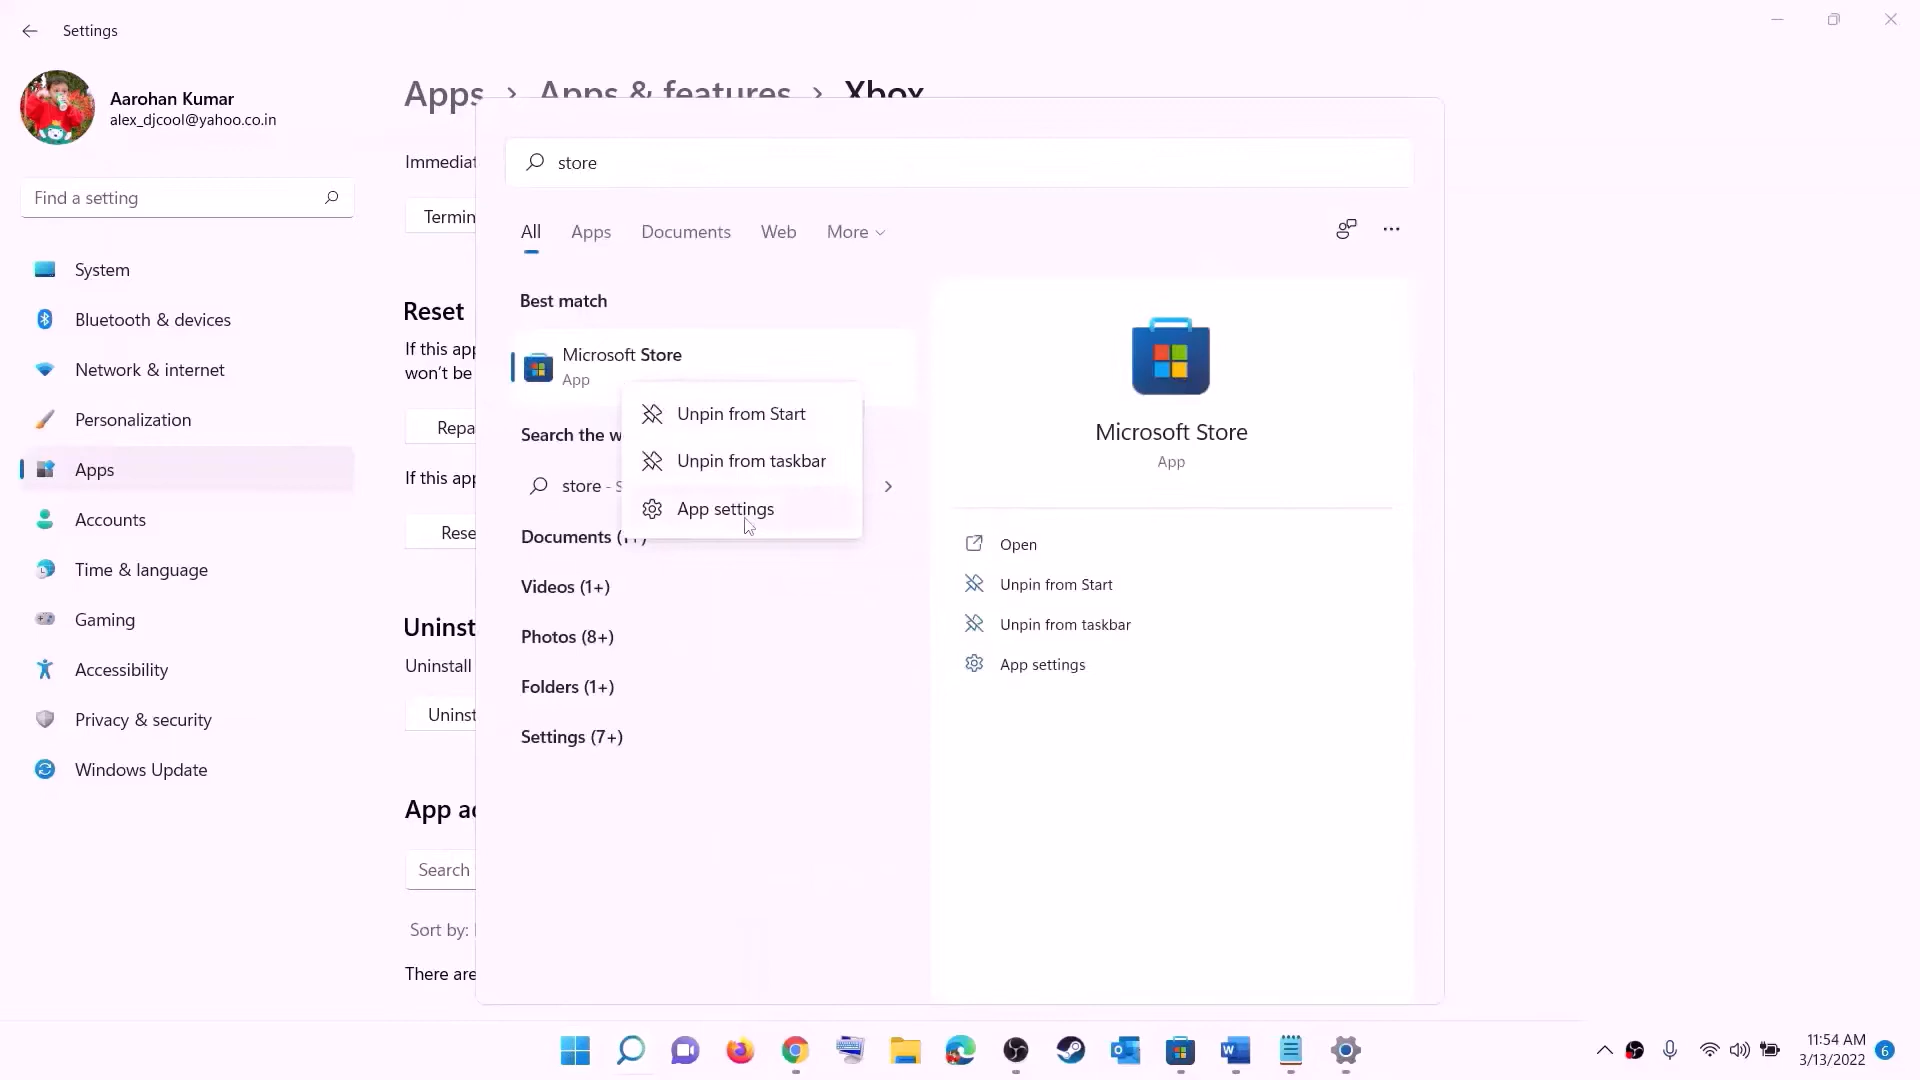 Settings
Aarohan Kumar
alex_djcool@yahoo.co.in
Find a setting
System
Bluetooth & devices
Network & internet
Personalization
Apps
Accounts
Time & language
Gaming
Accessibility
Privacy & security
Windows Update
Apps > Apps & features > Xbox
Immediat
Termin
Reset
If this app
won't be
Repa
If this app
Rese
Uninst
Uninstall
Uninst
App ad
Search
Sort by:
There are
store
All Apps Documents Web More
Best match
Microsoft Store
App
Search the w
store - S
Documents (1+)
Videos (1+)
Photos (8+)
Folders (1+)
Settings (7+)
Unpin from Start
Unpin from taskbar
App settings
Microsoft Store
App
Open
Unpin from Start
Unpin from taskbar
App settings
11:54 AM
3/13/2022
6